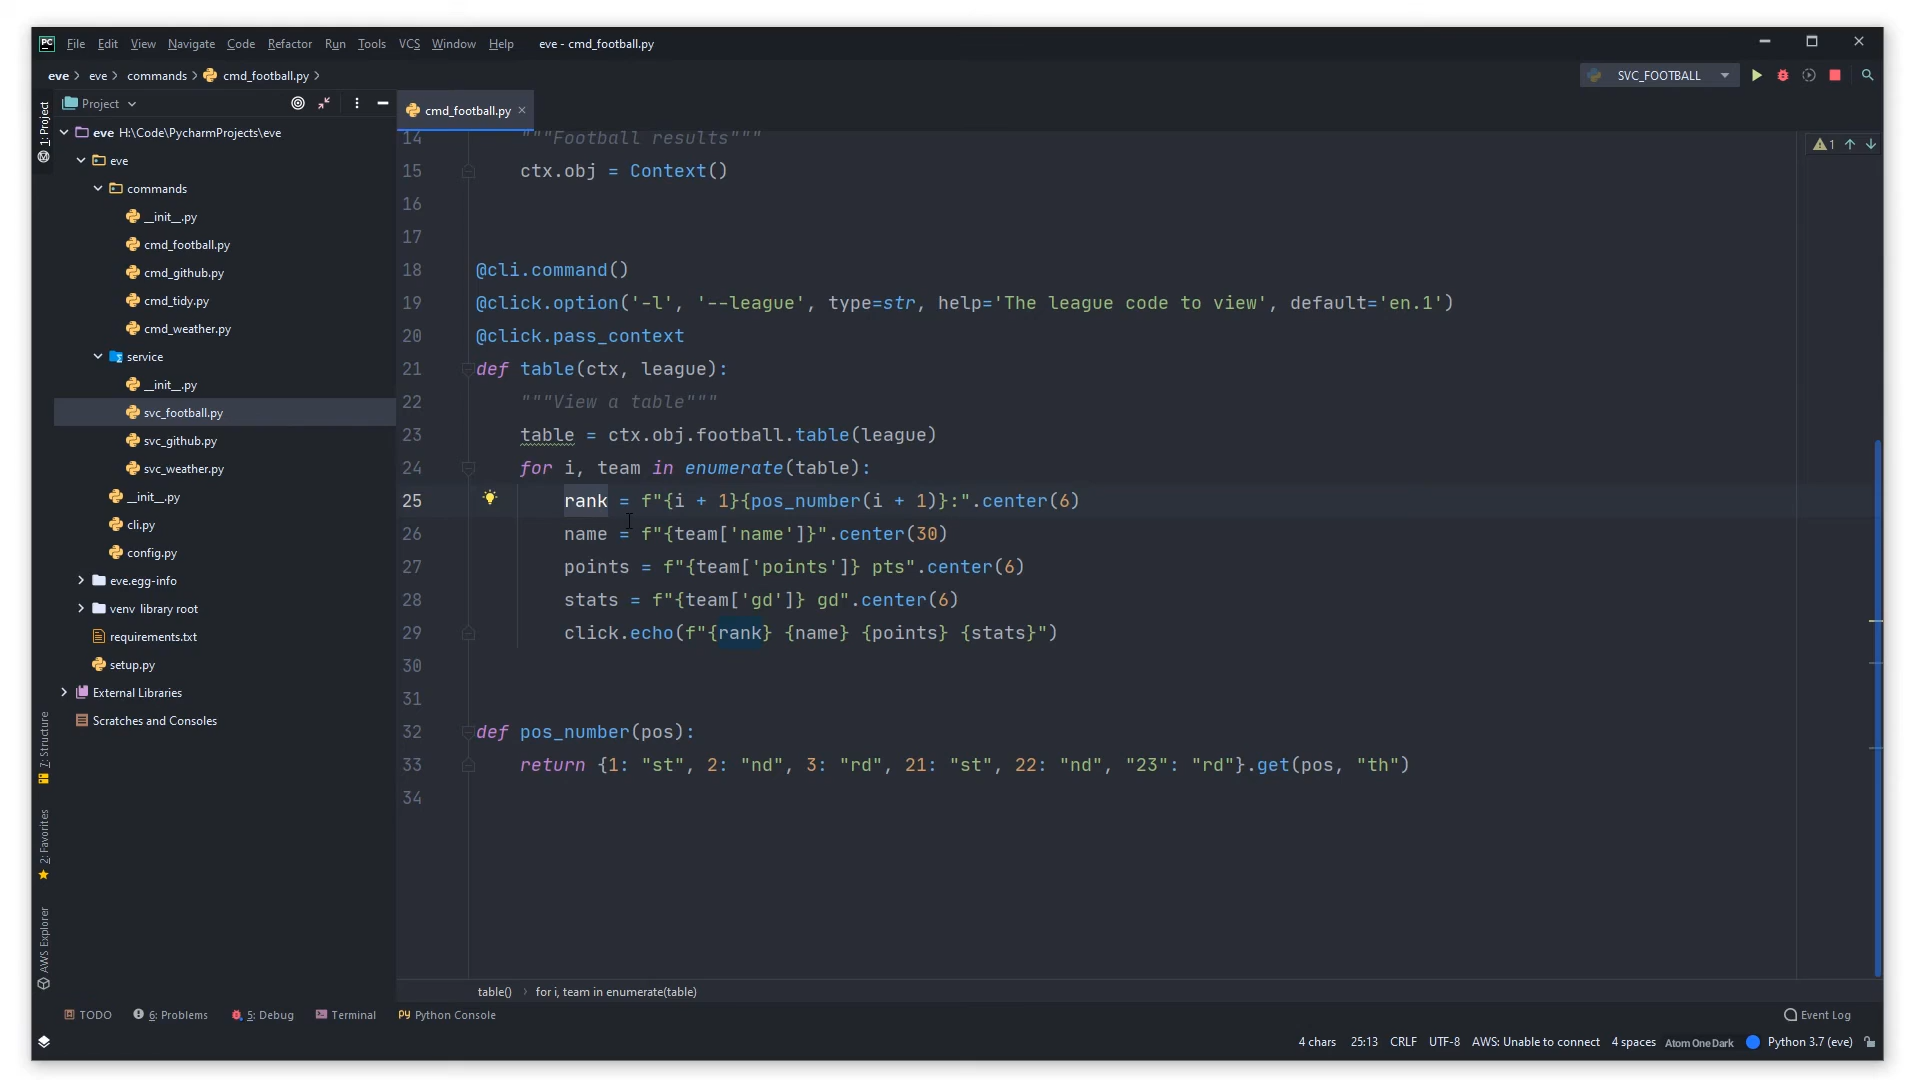 PC File Edit View Navigate Code Refactor Run Tools VCS Window Help eve - cmd_football.py
eve eve commands cmd_football.py SVC_FOOTBALL
1: Project
Project
cmd_football.py
eve H:\Code\PycharmProjects\eve
eve
commands
__init__.py
cmd_football.py
cmd_github.py
cmd_tidy.py
cmd_weather.py
service
__init__.py
svc_football.py
svc_github.py
svc_weather.py
__init__.py
cli.py
config.py
eve.egg-info
venv library root
requirements.txt
setup.py
External Libraries
Scratches and Consoles
7: Structure
2: Favorites
AWS Explorer
1
14 """Football results"""
15 ctx.obj = Context()
16
17
18 @cli.command()
19 @click.option('-l', '--league', type=str, help='The league code to view', default='en.1')
20 @click.pass_context
21 def table(ctx, league):
22 """View a table"""
23 table = ctx.obj.football.table(league)
24 for i, team in enumerate(table):
25 rank = f"{i + 1}{pos_number(i + 1)}:".center(6)
26 name = f"{team['name']}".center(30)
27 points = f"{team['points']} pts".center(6)
28 stats = f"{team['gd']} gd".center(6)
29 click.echo(f"{rank} {name} {points} {stats}")
30
31
32 def pos_number(pos):
33 return {1: "st", 2: "nd", 3: "rd", 21: "st", 22: "nd", "23": "rd"}.get(pos, "th")
34
table() for i, team in enumerate(table)
TODO 6: Problems 5: Debug Terminal Python Console Event Log
4 chars 25:13 CRLF UTF-8 AWS: Unable to connect 4 spaces Atom One Dark Python 3.7 (eve)